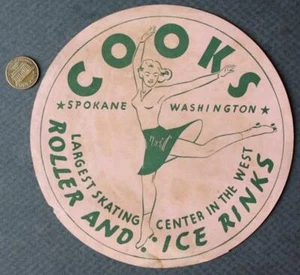 COOKS
★ SPOKANE WASHINGTON ★
LARGEST SKATING CENTER IN THE WEST
ROLLER AND ICE RINKS